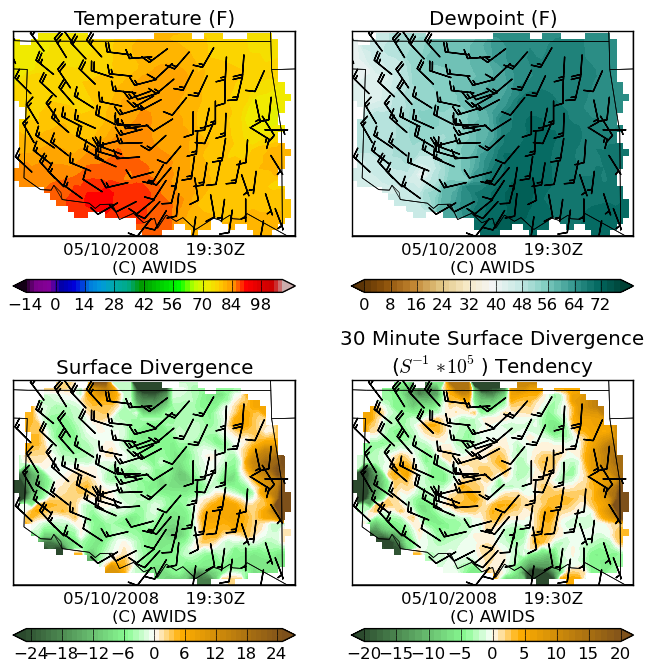 Temperature (F)
Dewpoint (F)
05/10/2008 19:30Z
(C) AWIDS
05/10/2008 19:30Z
(C) AWIDS
−14 0 14 28 42 56 70 84 98
0 8 16 24 32 40 48 56 64 72
Surface Divergence
30 Minute Surface Divergence
(S⁻¹ *10⁵ ) Tendency
05/10/2008 19:30Z
(C) AWIDS
05/10/2008 19:30Z
(C) AWIDS
−24 −18 −12 −6 0 6 12 18 24
−20 −15 −10 −5 0 5 10 15 20